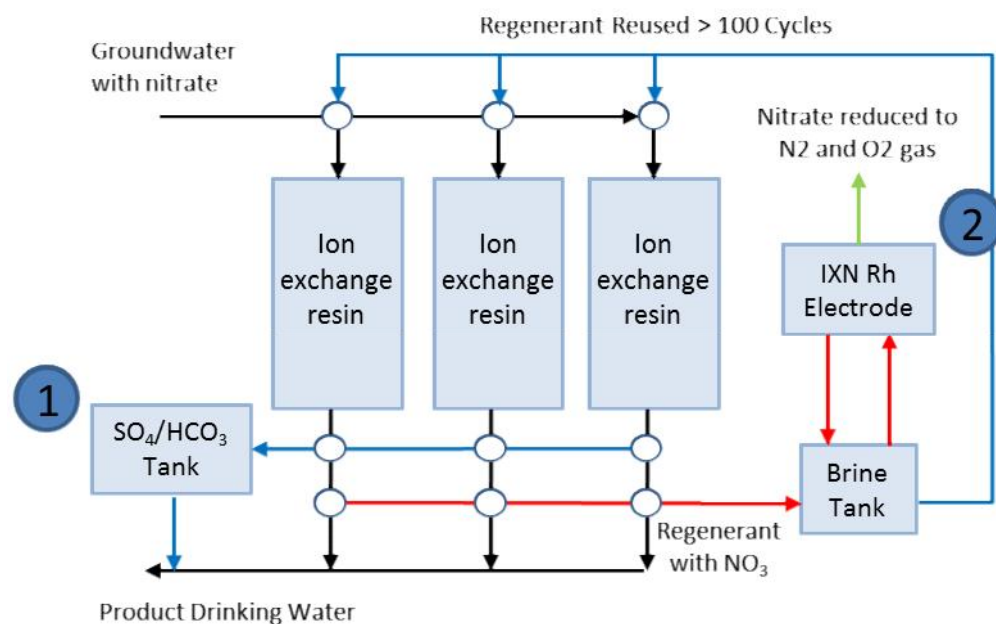 Regenerant Reused > 100 Cycles
Groundwater
with nitrate
Nitrate reduced to
N2 and O2 gas
Ion
exchange
resin
Ion
exchange
resin
Ion
exchange
resin
2
IXN Rh
Electrode
1
SO₄/HCO₃
Tank
Brine
Tank
Regenerant
with NO₃
Product Drinking Water